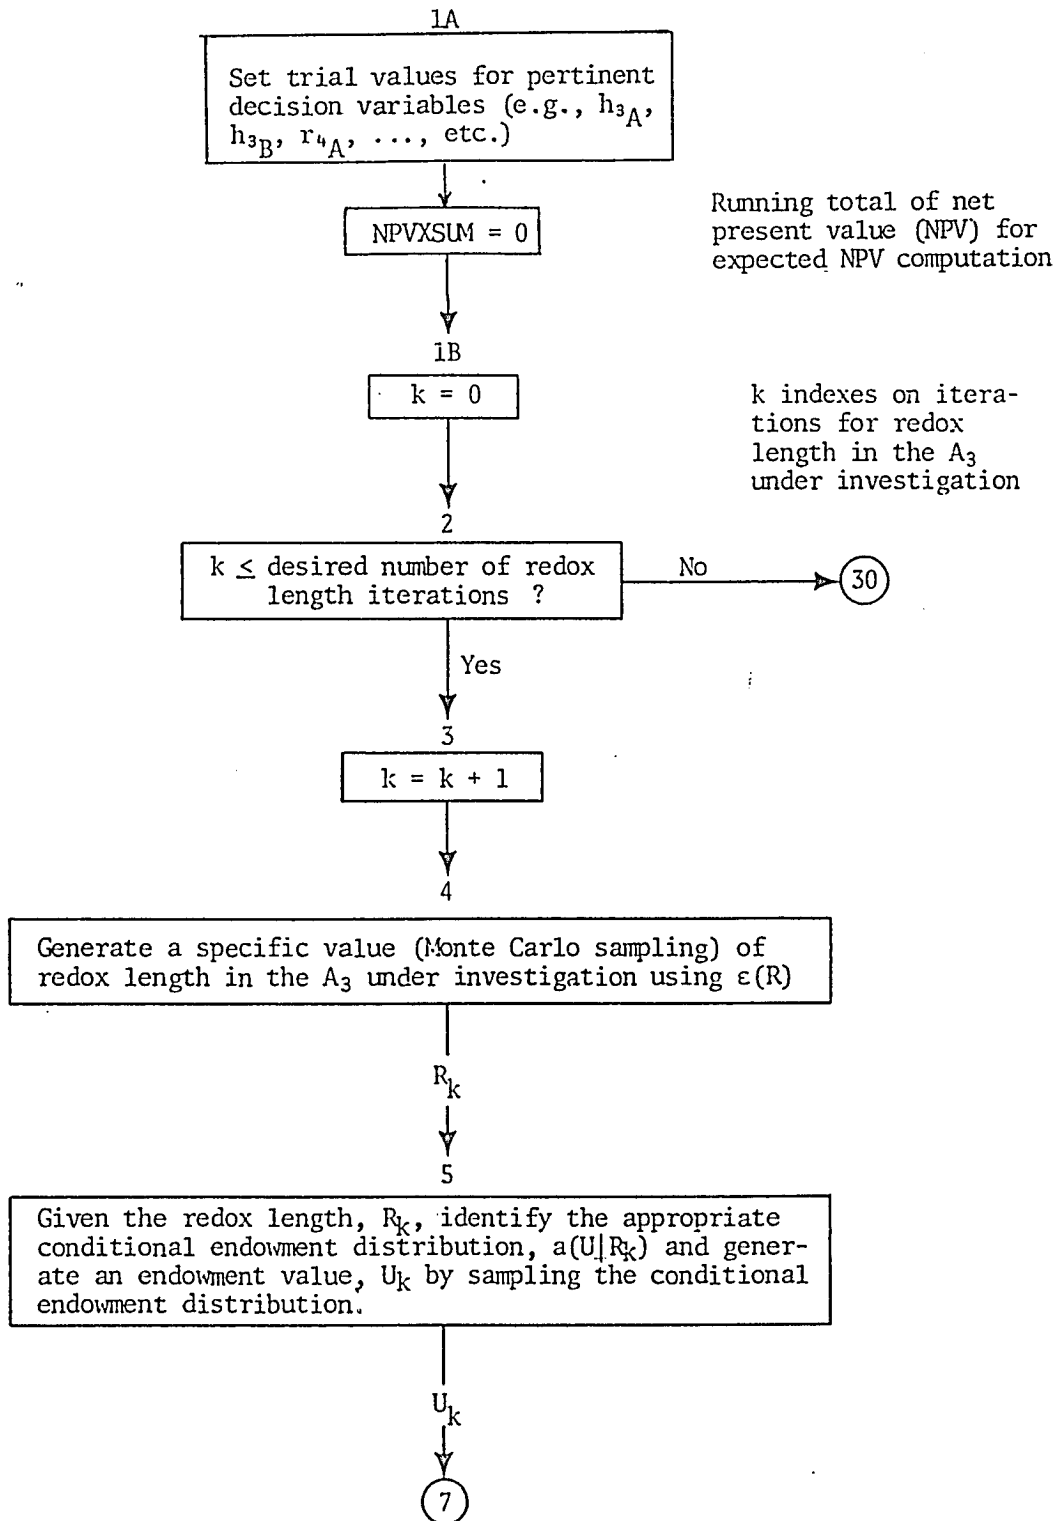 1A
Set trial values for pertinent
decision variables (e.g., h₃A,
h₃B, r₄A, ..., etc.)
NPVXSUM = 0
Running total of net
present value (NPV) for
expected NPV computation
1B
k = 0
k indexes on itera-
tions for redox
length in the A₃
under investigation
2
k ≤ desired number of redox
length iterations ?
No
30
Yes
3
k = k + 1
4
Generate a specific value (Monte Carlo sampling) of
redox length in the A₃ under investigation using ε(R)
Rk
5
Given the redox length, Rk, identify the appropriate
conditional endowment distribution, a(U|Rk) and gener-
ate an endowment value, Uk by sampling the conditional
endowment distribution.
Uk
7